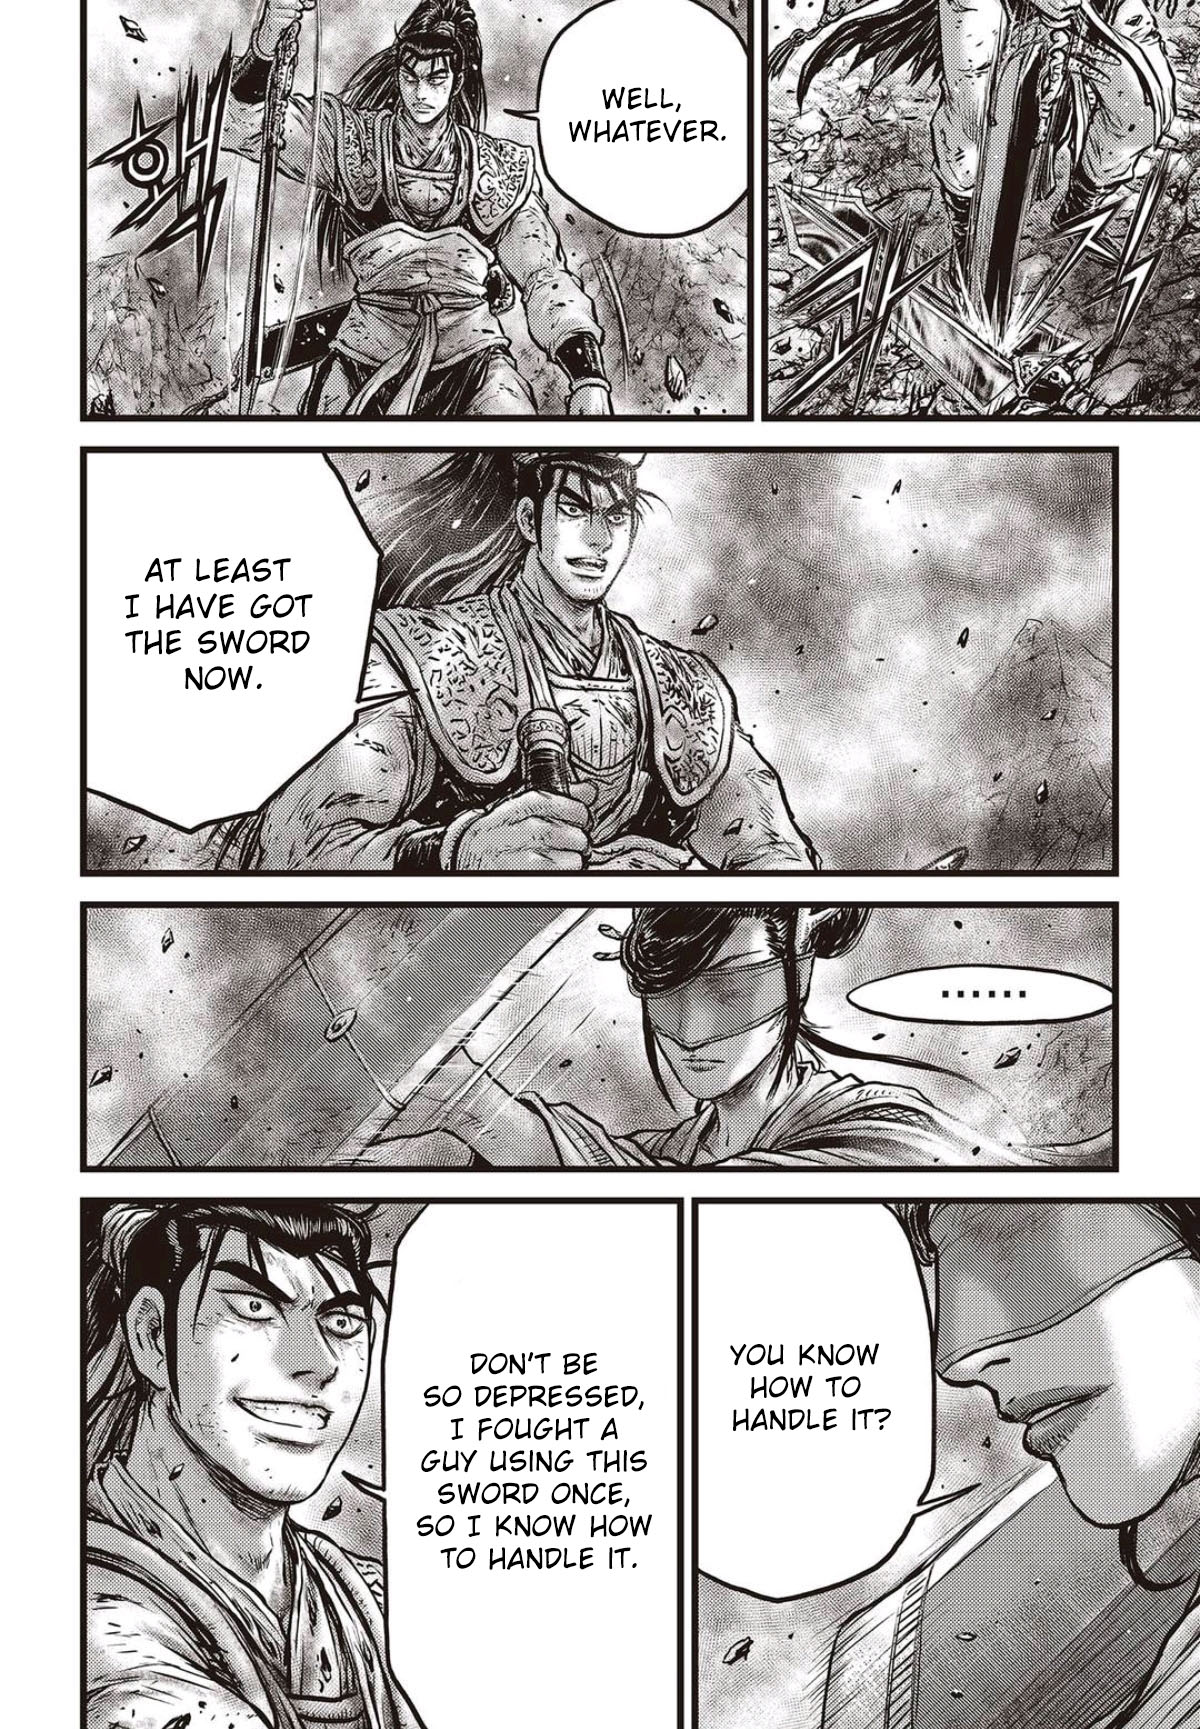 WELL,
WHATEVER.
AT LEAST
I HAVE GOT
THE SWORD
NOW.
......
YOU KNOW
HOW TO
HANDLE IT?
DON'T BE
SO DEPRESSED,
I FOUGHT A
GUY USING THIS
SWORD ONCE,
SO I KNOW HOW
TO HANDLE IT.